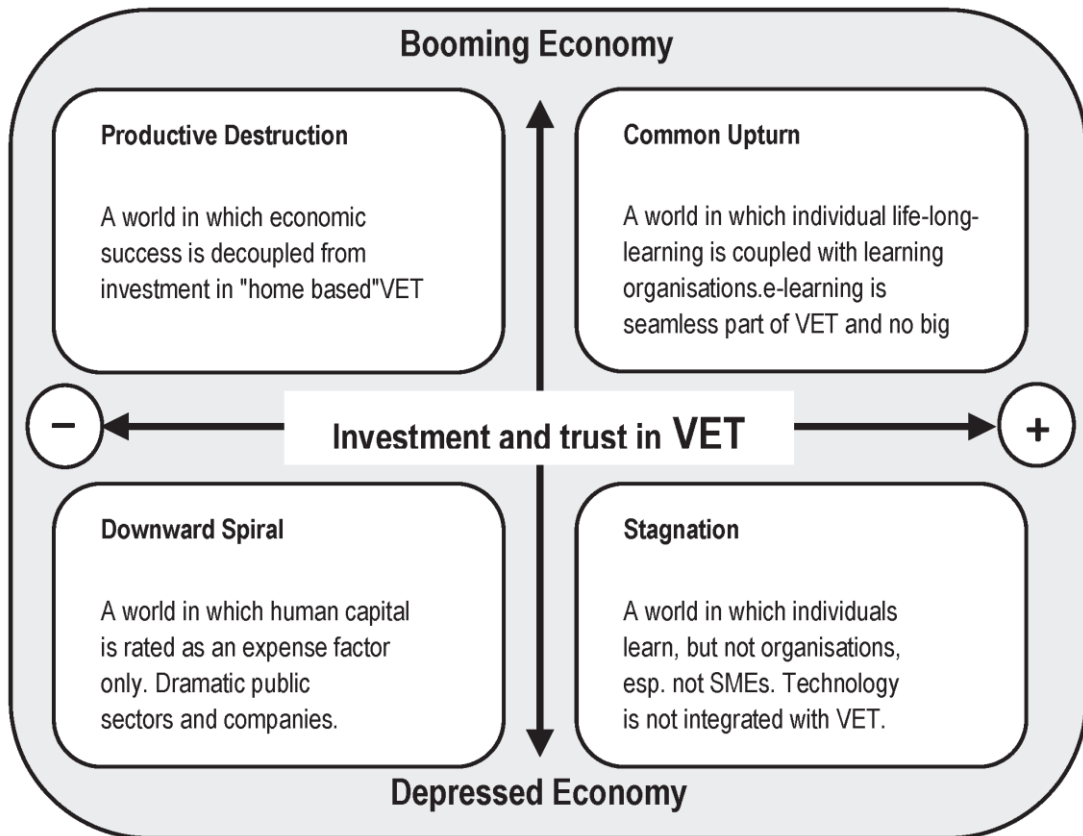 Booming Economy
Productive Destruction
A world in which economic
success is decoupled from
investment in "home based"VET
Common Upturn
A world in which individual life-long-
learning is coupled with learning
organisations.e-learning is
seamless part of VET and no big
−
Investment and trust in VET
+
Downward Spiral
A world in which human capital
is rated as an expense factor
only. Dramatic public
sectors and companies.
Stagnation
A world in which individuals
learn, but not organisations,
esp. not SMEs. Technology
is not integrated with VET.
Depressed Economy